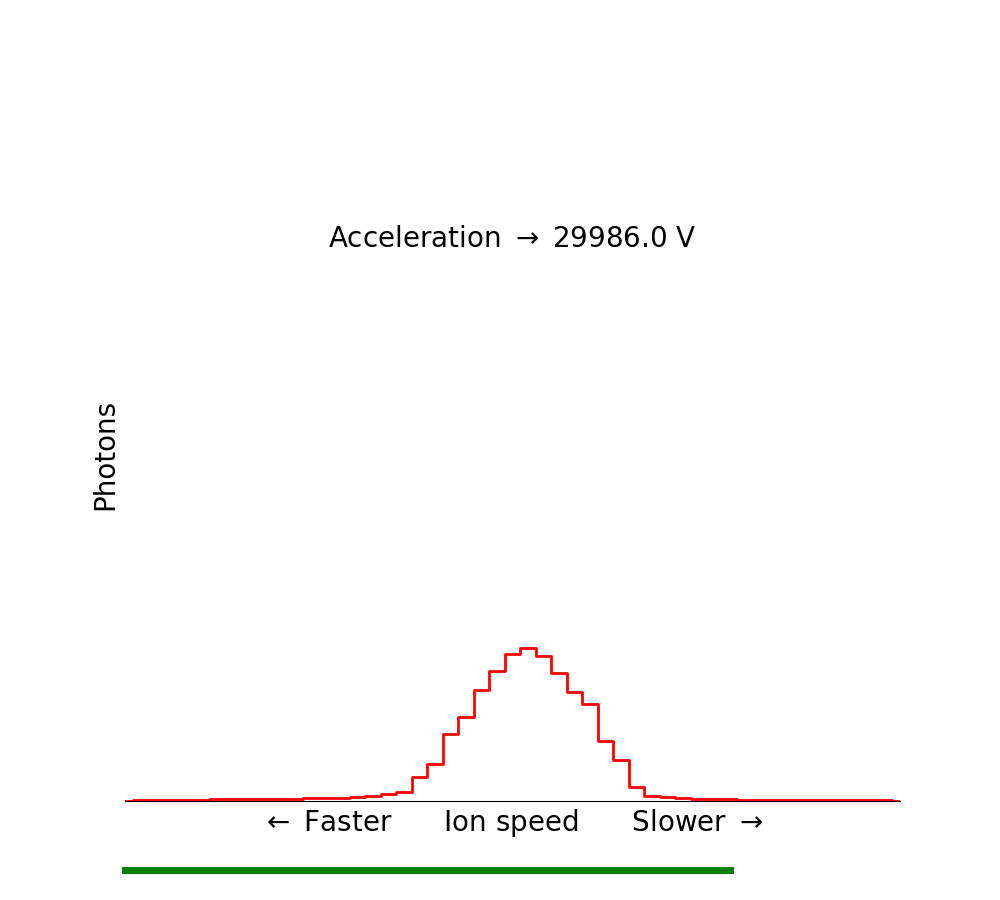 Acceleration → 29986.0 V
Photons
← Faster Ion speed Slower →